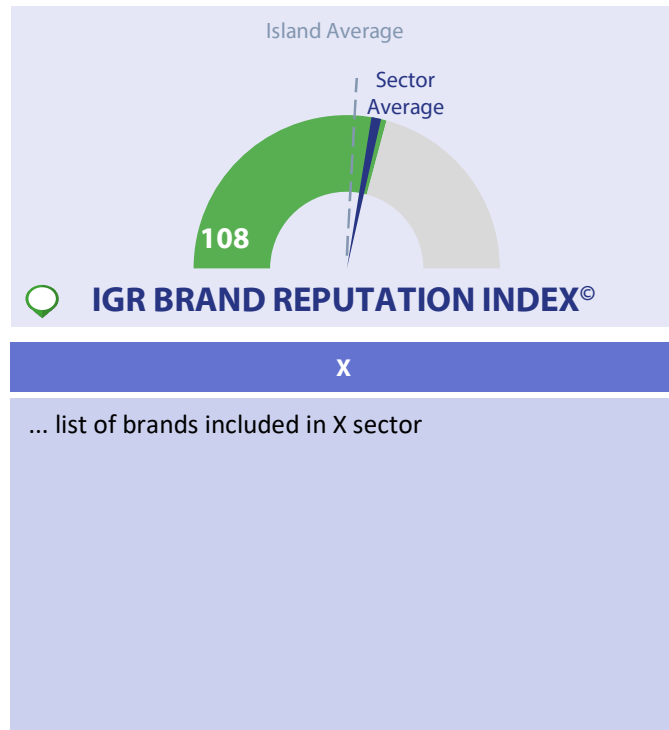 Island Average
Sector
Average
108
IGR BRAND REPUTATION INDEX©
X
... list of brands included in X sector